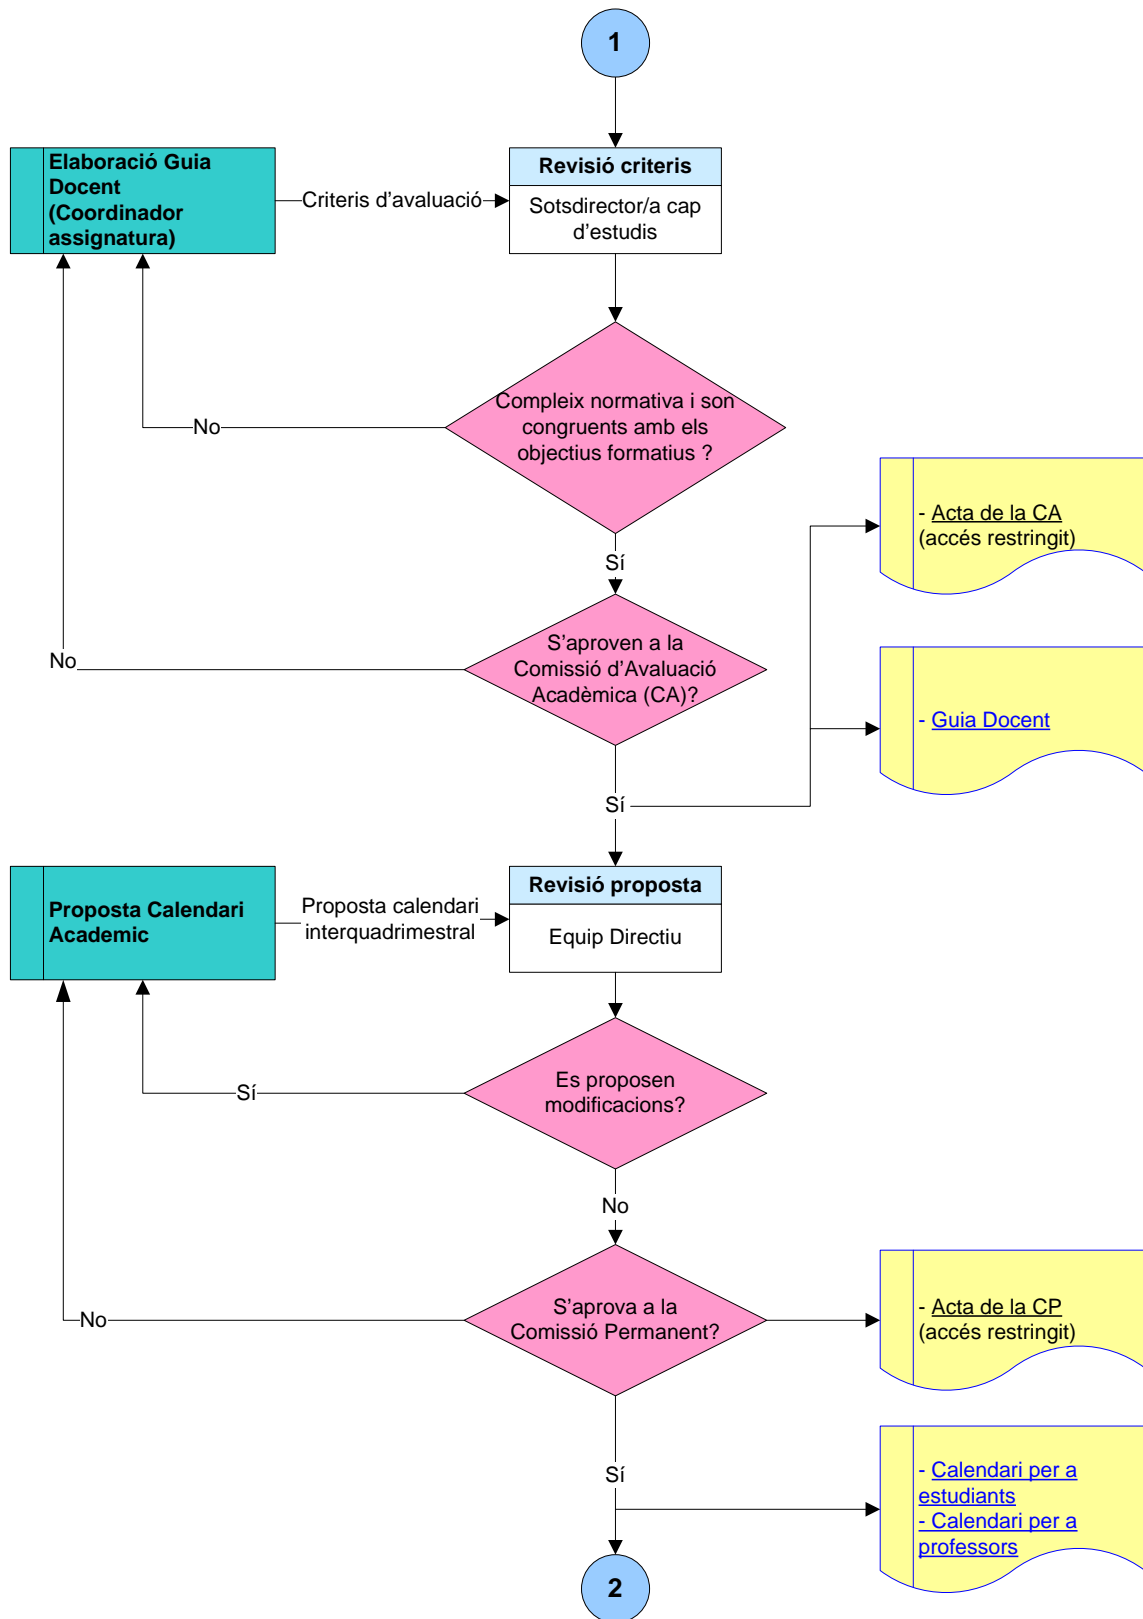 1
Elaboració Guia
Docent
(Coordinador
assignatura)
Criteris d'avaluació
Revisió criteris
Sotsdirector/a cap
d'estudis
Compleix normativa i son
congruents amb els
objectius formatius ?
No
Sí
- Acta de la CA
(accés restringit)
S'aproven a la
Comissió d'Avaluació
Acadèmica (CA)?
No
- Guia Docent
Sí
Proposta Calendari
Academic
Proposta calendari
interquadrimestral
Revisió proposta
Equip Directiu
Es proposen
modificacions?
Sí
No
S'aprova a la
Comissió Permanent?
No
- Acta de la CP
(accés restringit)
Sí
- Calendari per a
estudiants
- Calendari per a
professors
2